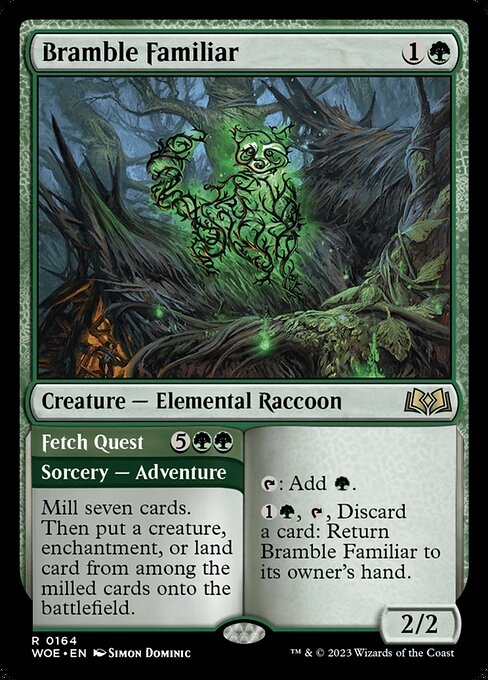 Bramble Familiar 1
Creature — Elemental Raccoon
Fetch Quest 5
Sorcery — Adventure
Mill seven cards.
Then put a creature,
enchantment, or land
card from among the
milled cards onto the
battlefield.
: Add .
1 , , Discard
a card: Return
Bramble Familiar to
its owner's hand.
2/2
R 0164
WOE • EN Simon Dominic
™ & © 2023 Wizards of the Coast